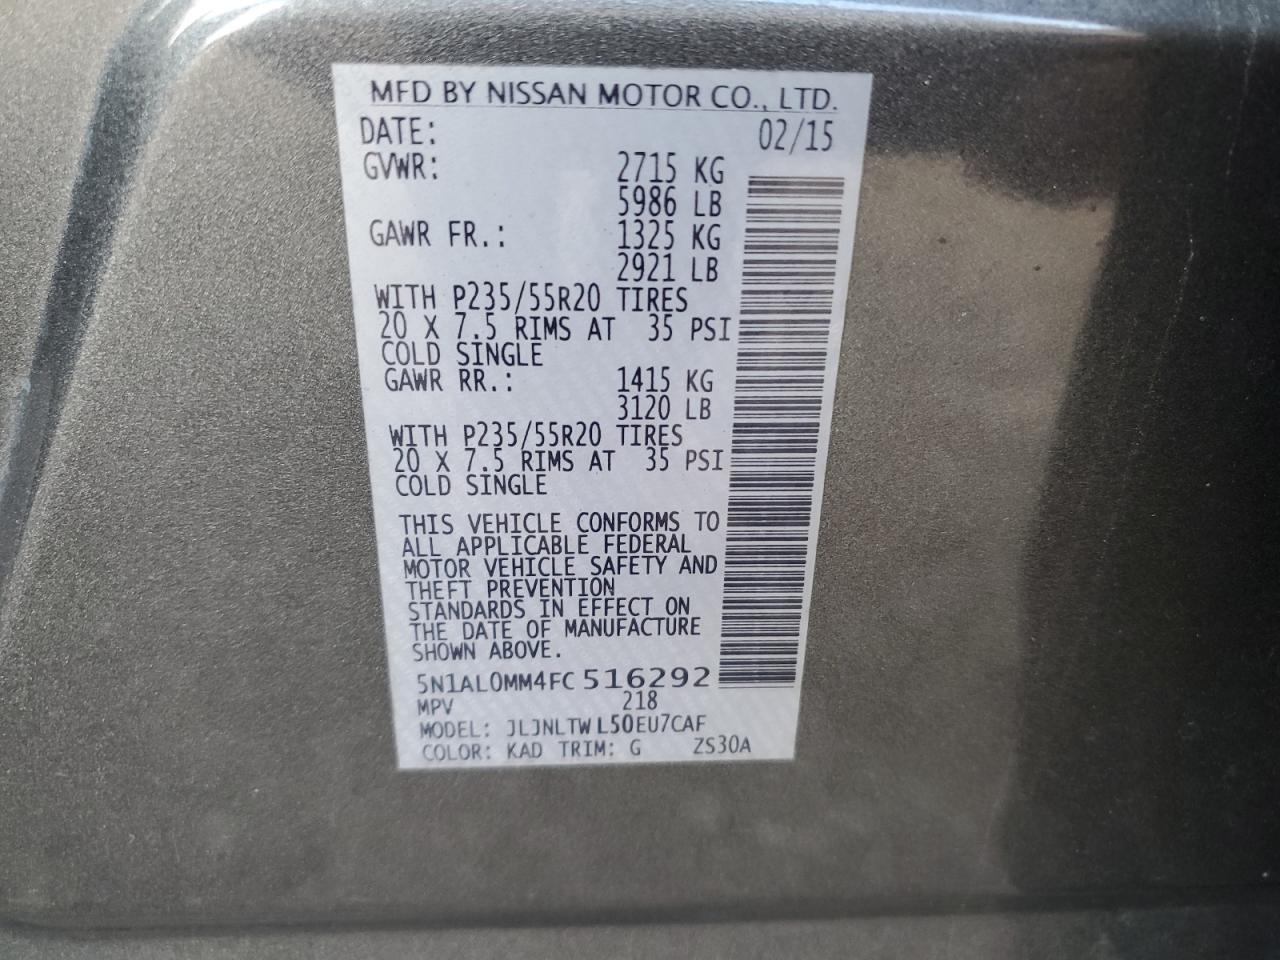 MFD BY NISSAN MOTOR CO., LTD.
DATE: 02/15
GVWR: 2715 KG
5986 LB
GAWR FR.: 1325 KG
2921 LB
WITH P235/55R20 TIRES
20 X 7.5 RIMS AT 35 PSI
COLD SINGLE
GAWR RR.: 1415 KG
3120 LB
WITH P235/55R20 TIRES
20 X 7.5 RIMS AT 35 PSI
COLD SINGLE
THIS VEHICLE CONFORMS TO
ALL APPLICABLE FEDERAL
MOTOR VEHICLE SAFETY AND
THEFT PREVENTION
STANDARDS IN EFFECT ON
THE DATE OF MANUFACTURE
SHOWN ABOVE.
5N1AL0MM4FC 516292
MPV 218
MODEL: JLJNLTW L50EU7CAF
COLOR: KAD TRIM: G ZS30A